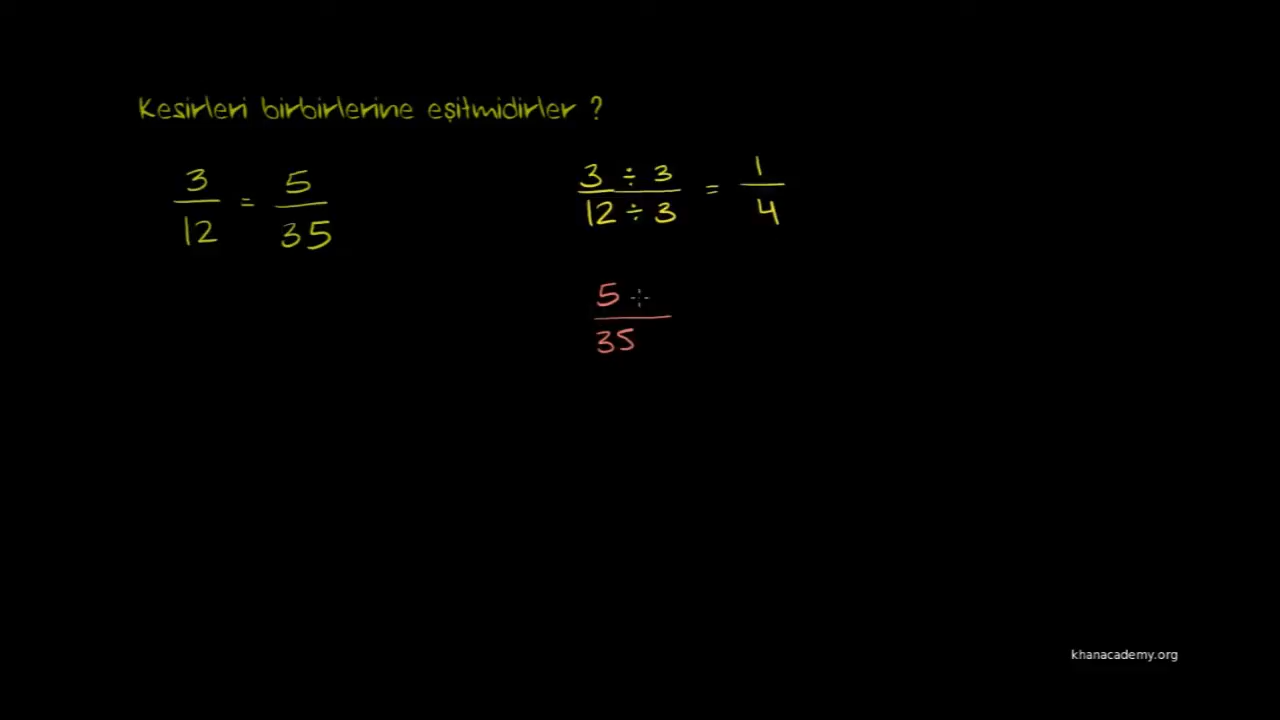 Kesirleri birbirlerine eşitmidirler ?
3/12 = 5/35
3 ÷ 3 / 12 ÷ 3 = 1/4
5 ÷ / 35
khanacademy.org